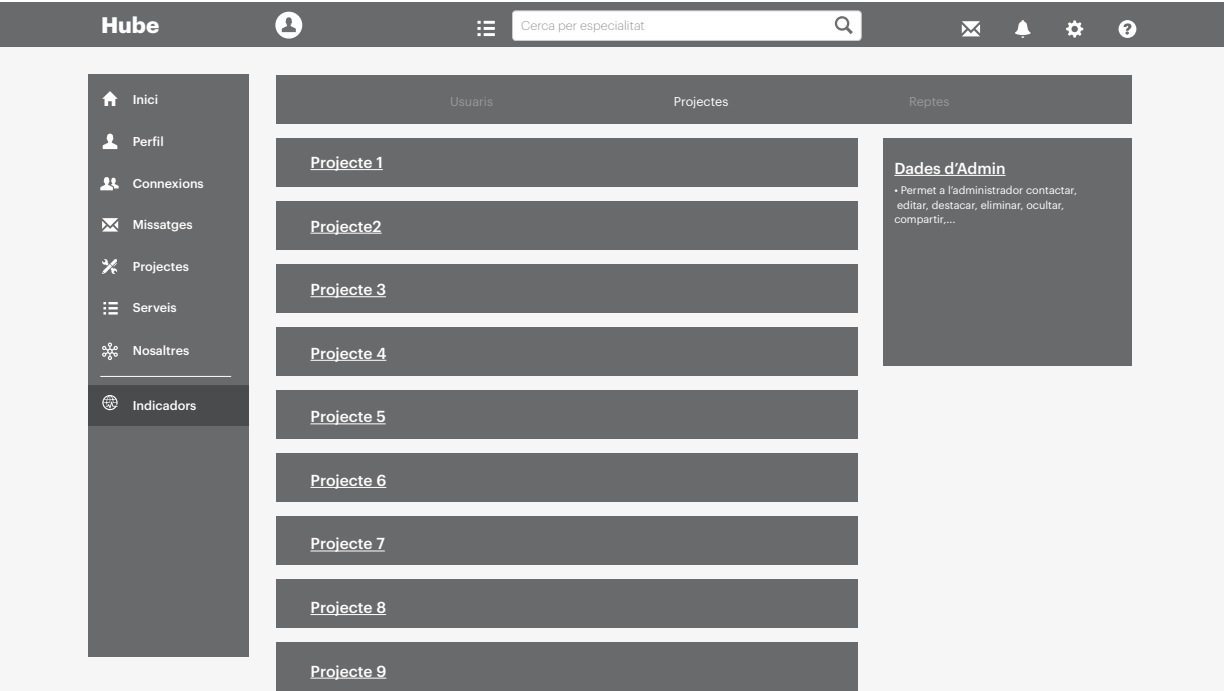 Hube
Cerca per especialitat
Inici
Perfil
Connexions
Missatges
Projectes
Serveis
Nosaltres
Indicadors
Usuaris
Projectes
Reptes
Projecte 1
Projecte2
Projecte 3
Projecte 4
Projecte 5
Projecte 6
Projecte 7
Projecte 8
Projecte 9
Dades d’Admin
• Permet a l’administrador contactar,
editar, destacar, eliminar, ocultar,
compartir,...